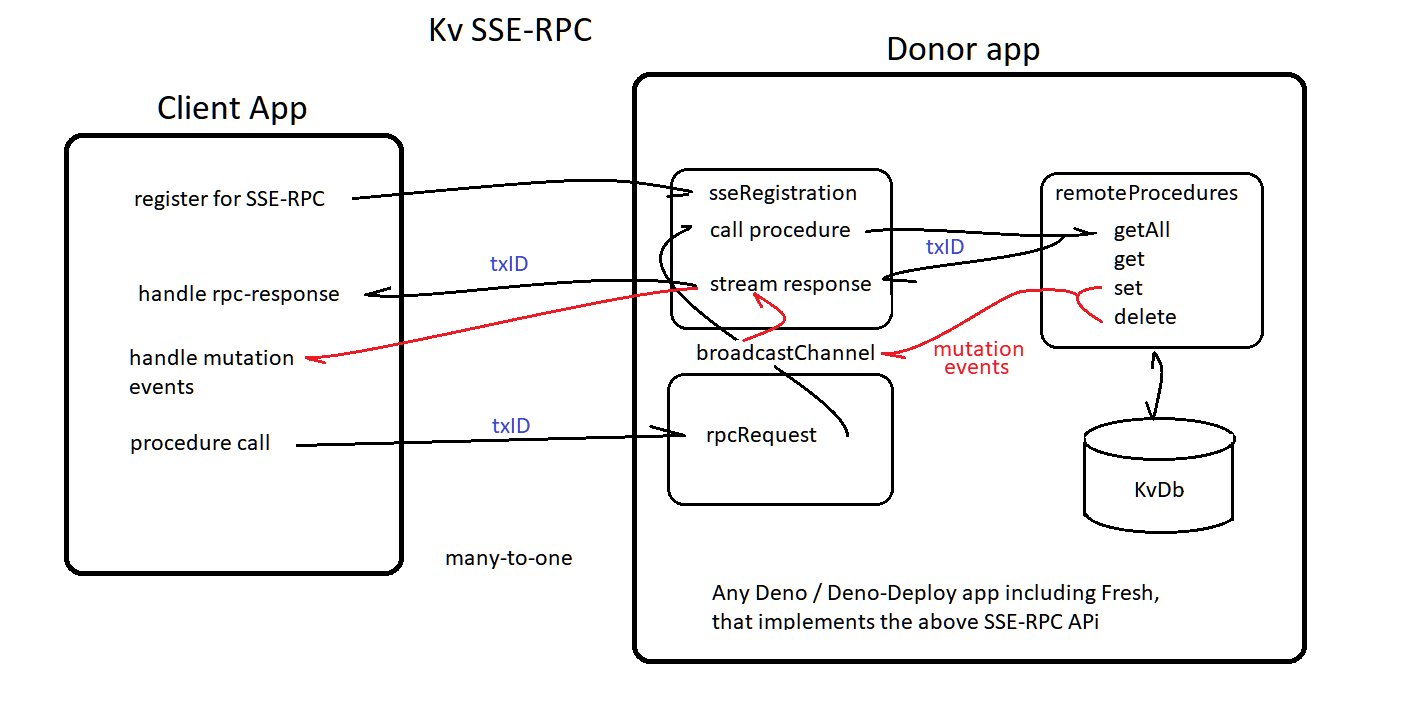 Kv SSE-RPC
Donor app
Client App
register for SSE-RPC
sseRegistration
remoteProcedures
call procedure
getAll
txID
get
txID
handle rpc-response
stream response
set
delete
handle mutation
events
broadcastChannel
mutation
events
txID
procedure call
rpcRequest
KvDb
many-to-one
Any Deno / Deno-Deploy app including Fresh,
that implements the above SSE-RPC APi